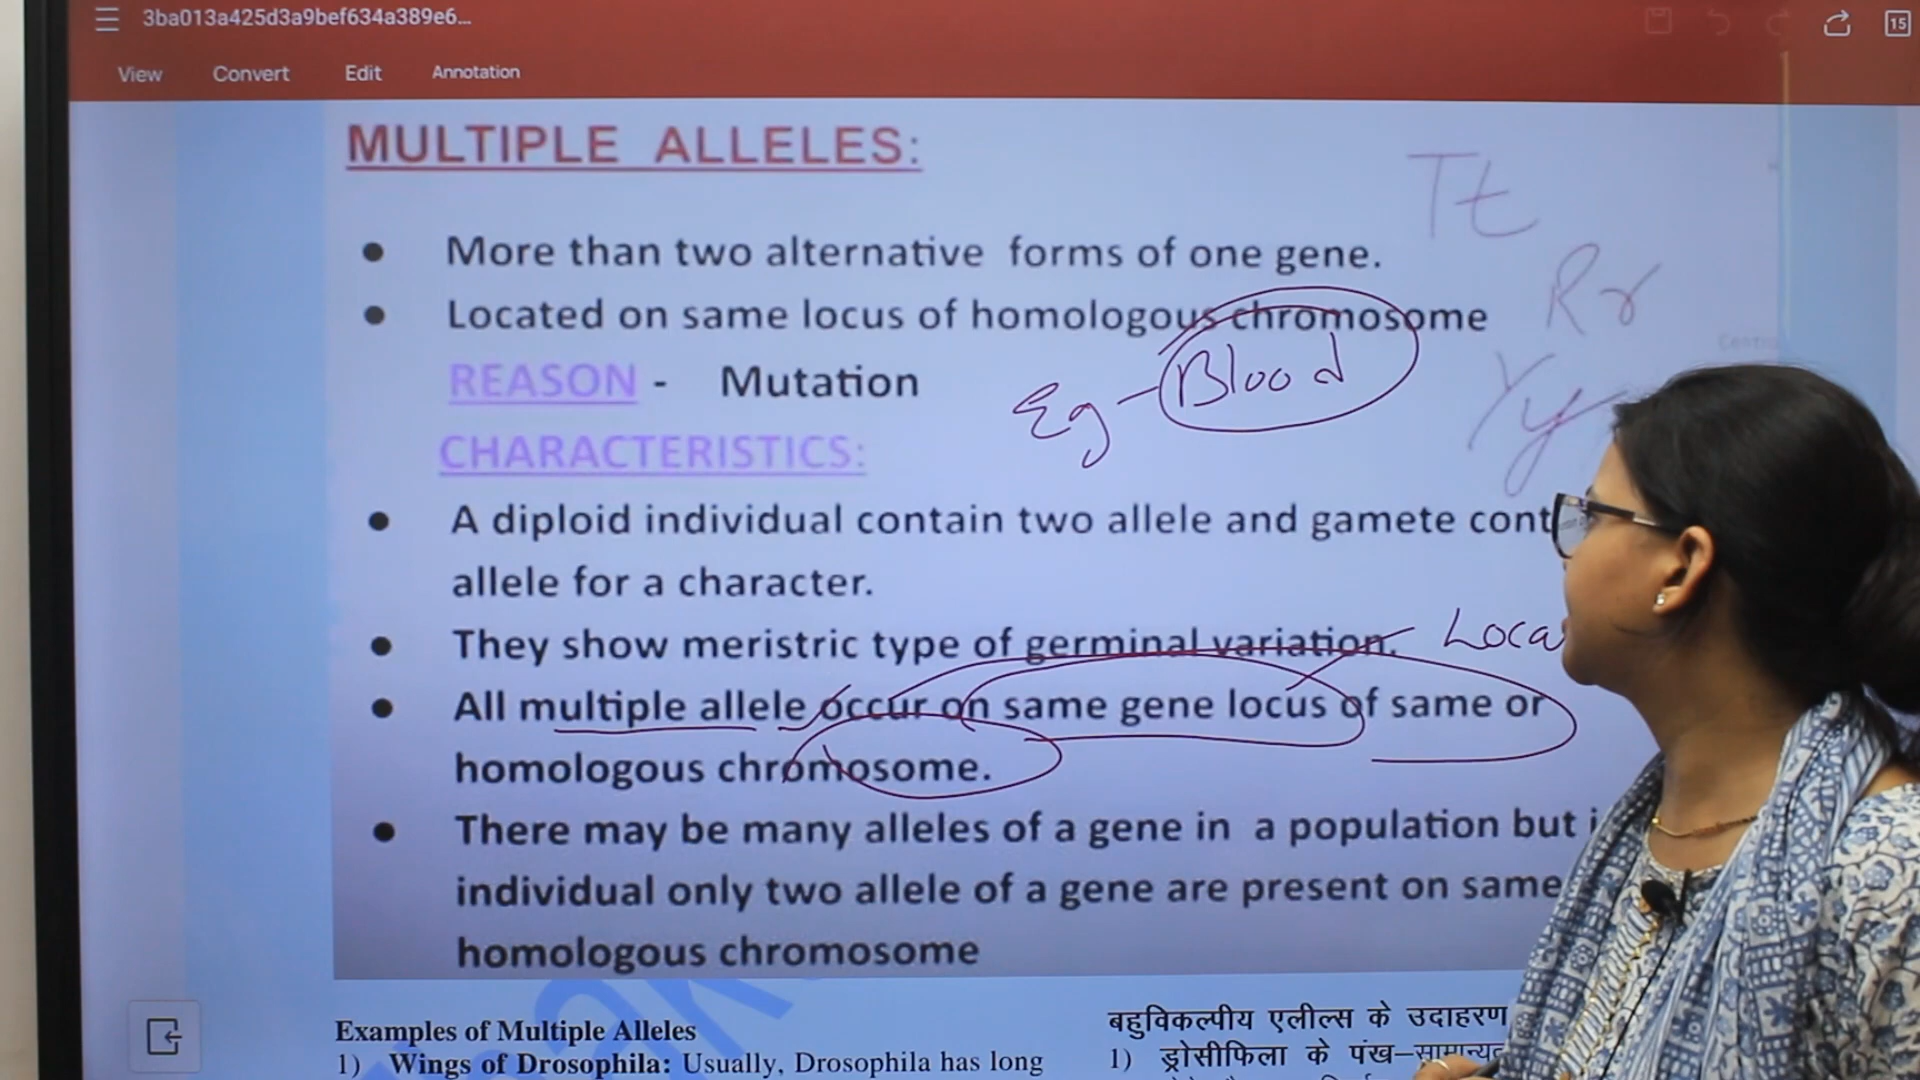 3ba013a425d3a9bef634a389e6...
15
View Convert Edit Annotation
MULTIPLE ALLELES:
Tt
• More than two alternative forms of one gene.
Rr
• Located on same locus of homologous chromosome
REASON - Mutation
Eg - Blood
Yy
CHARACTERISTICS:
• A diploid individual contain two allele and gamete cont
allele for a character.
• They show meristric type of germinal variation.
Loca
• All multiple allele occur on same gene locus of same or
homologous chromosome.
• There may be many alleles of a gene in a population but i
individual only two allele of a gene are present on same
homologous chromosome
Examples of Multiple Alleles
1) Wings of Drosophila: Usually, Drosophila has long
बहुविकल्पीय एलील्स के उदाहरण
1) ड्रोसीफिला के पंख–सामान्यत